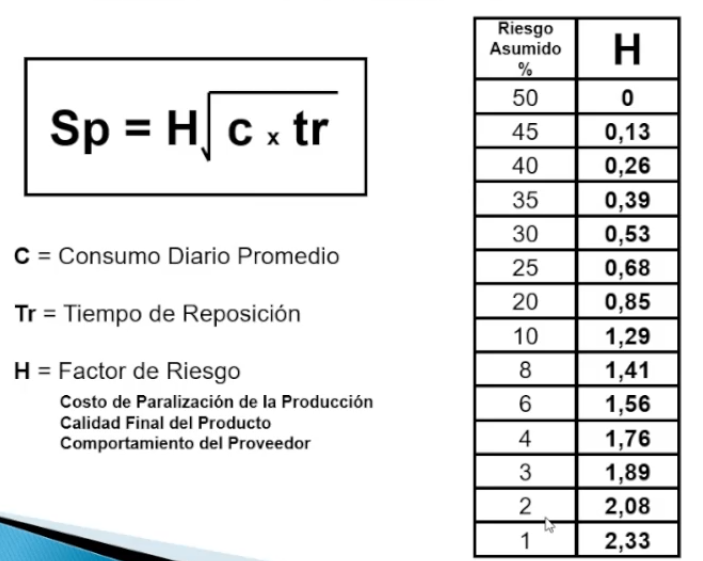 Sp = H√c x tr
C = Consumo Diario Promedio
Tr = Tiempo de Reposición
H = Factor de Riesgo
Costo de Paralización de la Producción
Calidad Final del Producto
Comportamiento del Proveedor
Riesgo
Asumido
%
H
50 0
45 0,13
40 0,26
35 0,39
30 0,53
25 0,68
20 0,85
10 1,29
8 1,41
6 1,56
4 1,76
3 1,89
2 2,08
1 2,33